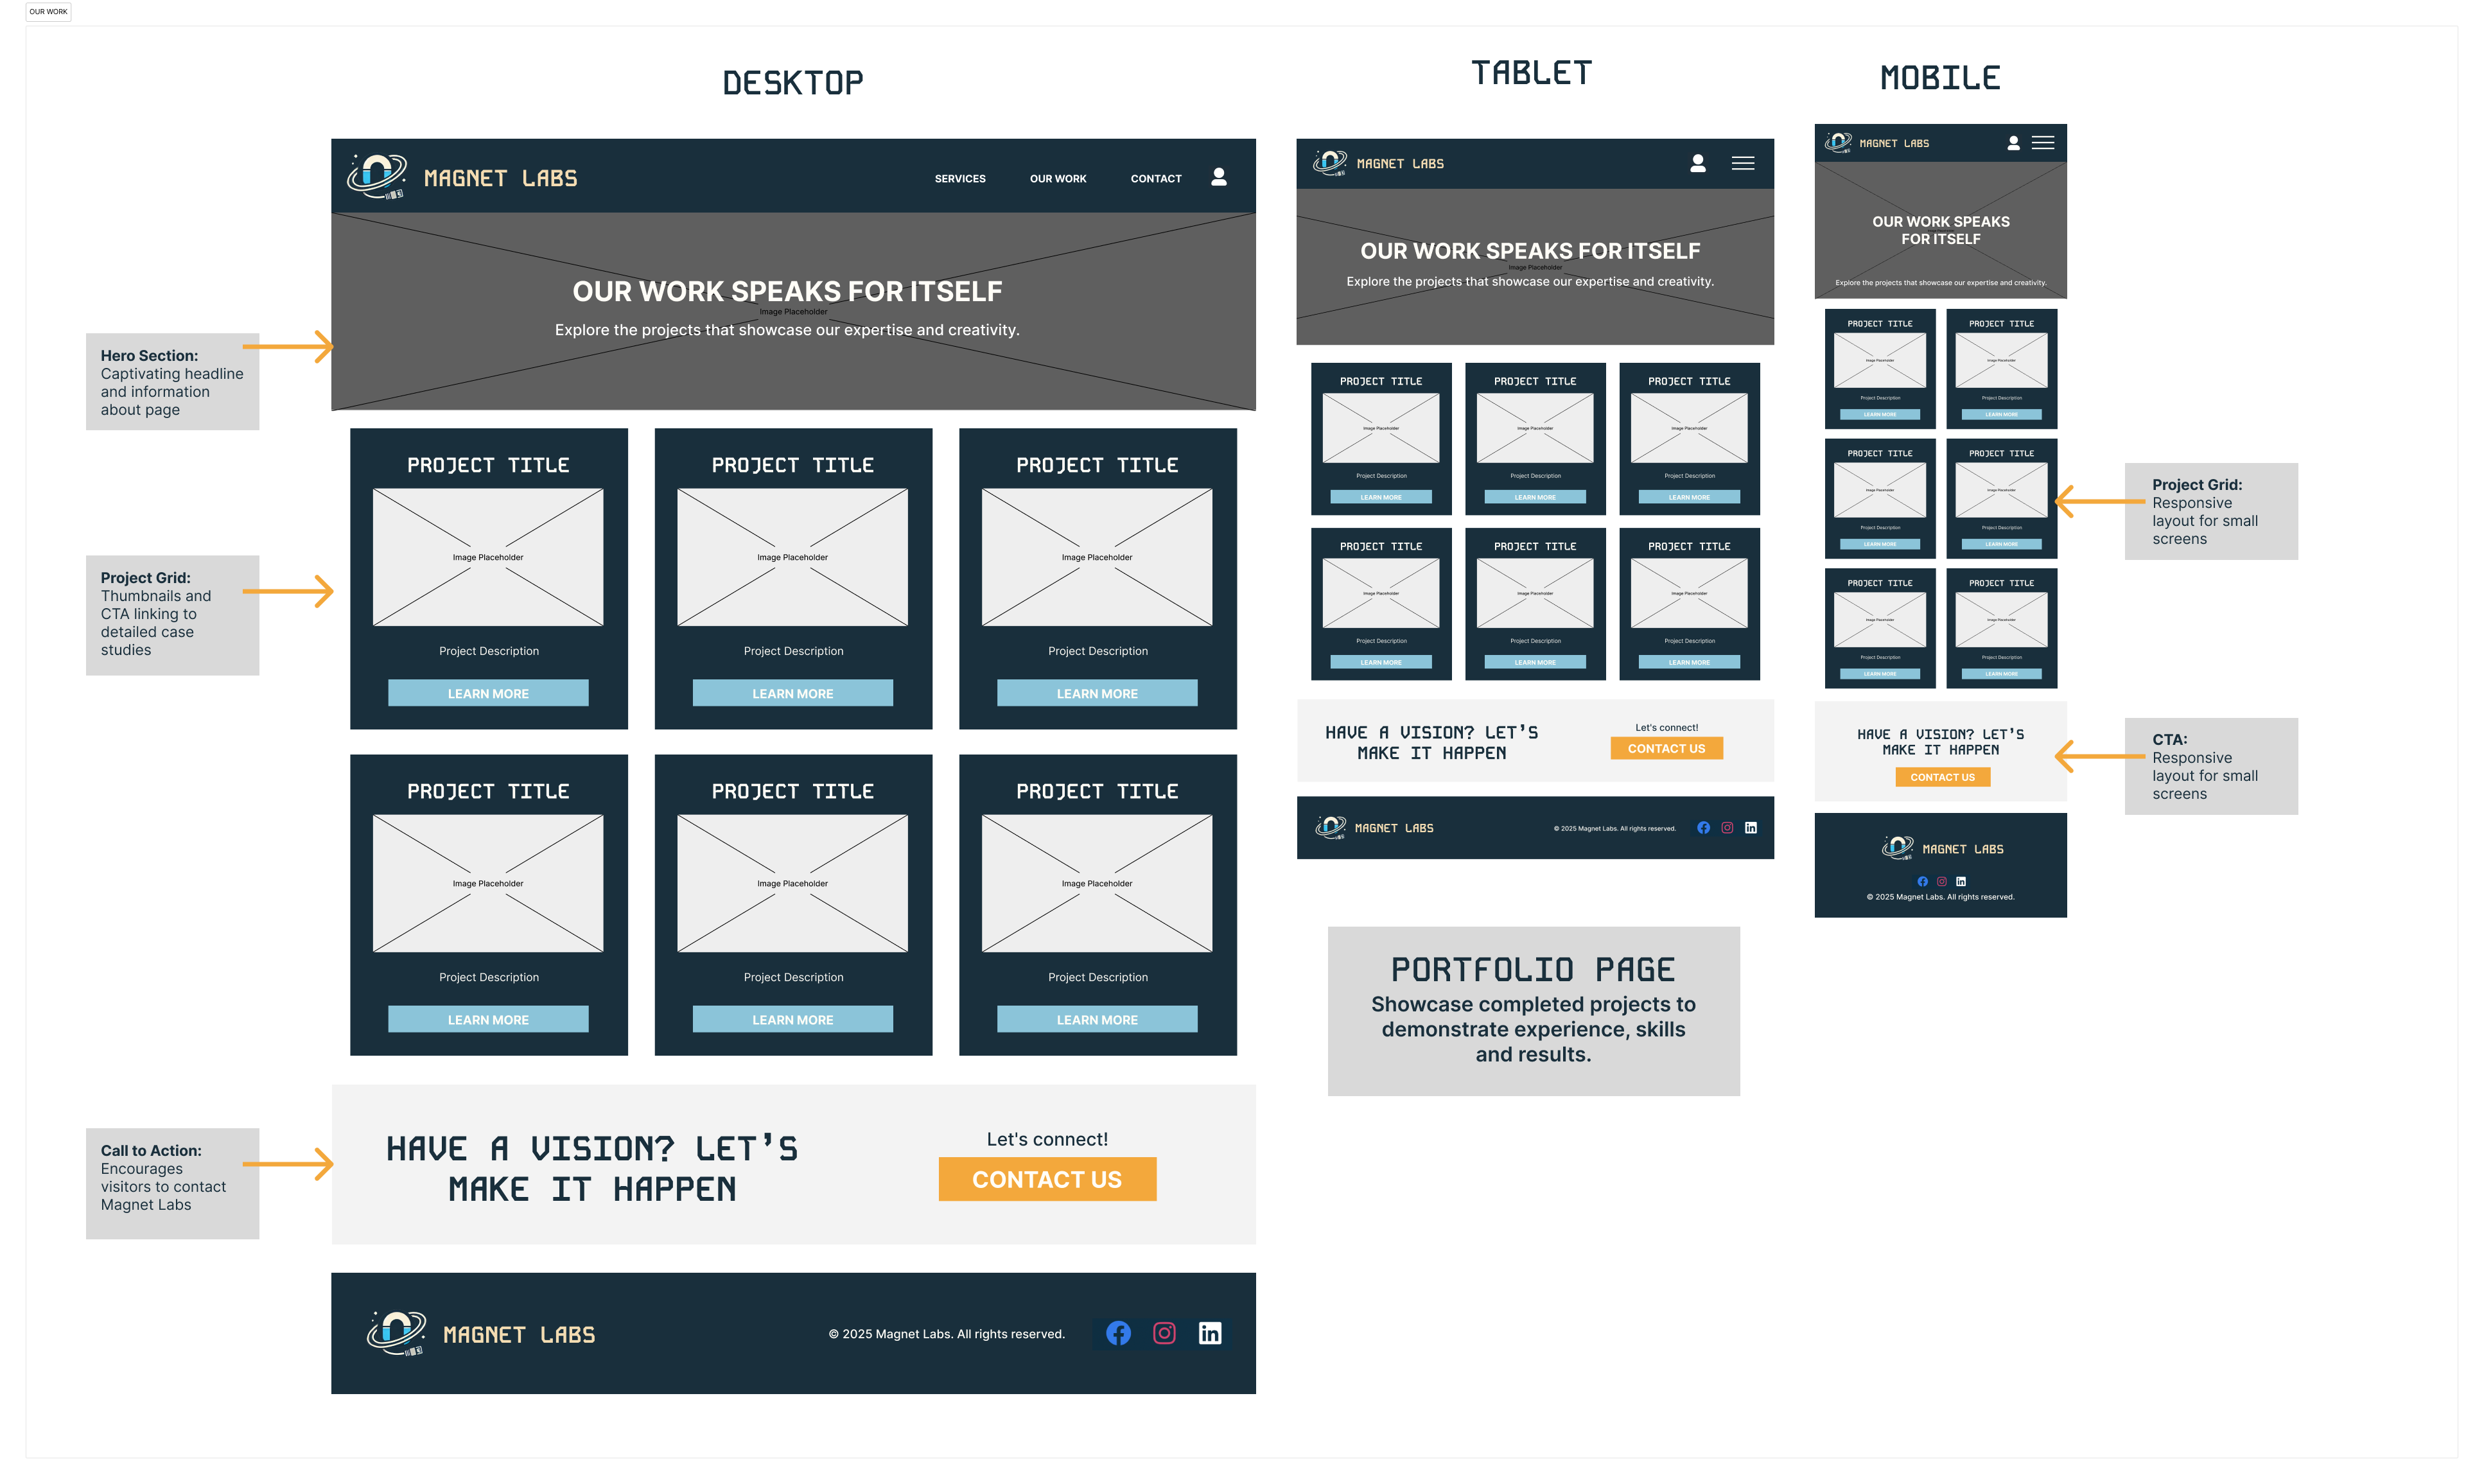 OUR WORK
DESKTOP
MAGNET LABS
SERVICES
OUR WORK
CONTACT
OUR WORK SPEAKS FOR ITSELF
Image Placeholder
Explore the projects that showcase our expertise and creativity.
Hero Section:
Captivating headline
and information
about page
PROJECT TITLE
PROJECT TITLE
PROJECT TITLE
Image Placeholder
Image Placeholder
Image Placeholder
Project Description
Project Description
Project Description
LEARN MORE
LEARN MORE
LEARN MORE
Project Grid:
Thumbnails and
CTA linking to
detailed case
studies
PROJECT TITLE
PROJECT TITLE
PROJECT TITLE
Image Placeholder
Image Placeholder
Image Placeholder
Project Description
Project Description
Project Description
LEARN MORE
LEARN MORE
LEARN MORE
Call to Action:
Encourages
visitors to contact
Magnet Labs
HAVE A VISION? LET'S
MAKE IT HAPPEN
Let's connect!
CONTACT US
MAGNET LABS
© 2025 Magnet Labs. All rights reserved.
TABLET
MAGNET LABS
OUR WORK SPEAKS FOR ITSELF
Image Placeholder
Explore the projects that showcase our expertise and creativity.
PROJECT TITLE
PROJECT TITLE
PROJECT TITLE
Image Placeholder
Image Placeholder
Image Placeholder
Project Description
Project Description
Project Description
LEARN MORE
LEARN MORE
LEARN MORE
PROJECT TITLE
PROJECT TITLE
PROJECT TITLE
Image Placeholder
Image Placeholder
Image Placeholder
Project Description
Project Description
Project Description
LEARN MORE
LEARN MORE
LEARN MORE
HAVE A VISION? LET'S
MAKE IT HAPPEN
Let's connect!
CONTACT US
MAGNET LABS
© 2025 Magnet Labs. All rights reserved.
PORTFOLIO PAGE
Showcase completed projects to
demonstrate experience, skills
and results.
MOBILE
MAGNET LABS
OUR WORK SPEAKS
FOR ITSELF
Explore the projects that showcase our expertise and creativity.
PROJECT TITLE
PROJECT TITLE
Image Placeholder
Image Placeholder
Project Description
Project Description
LEARN MORE
LEARN MORE
PROJECT TITLE
PROJECT TITLE
Image Placeholder
Image Placeholder
Project Description
Project Description
LEARN MORE
LEARN MORE
PROJECT TITLE
PROJECT TITLE
Image Placeholder
Image Placeholder
Project Description
Project Description
LEARN MORE
LEARN MORE
Project Grid:
Responsive
layout for small
screens
HAVE A VISION? LET'S
MAKE IT HAPPEN
CONTACT US
CTA:
Responsive
layout for small
screens
MAGNET LABS
© 2025 Magnet Labs. All rights reserved.